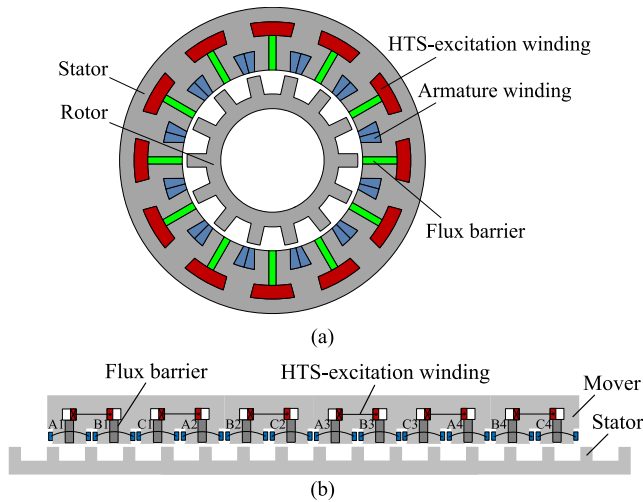 HTS-excitation winding
Stator
Armature winding
Rotor
Flux barrier
(a)
Flux barrier
HTS-excitation winding
Mover
A1 B1 C1 A2 B2 C2 A3 B3 C3 A4 B4 C4
Stator
(b)